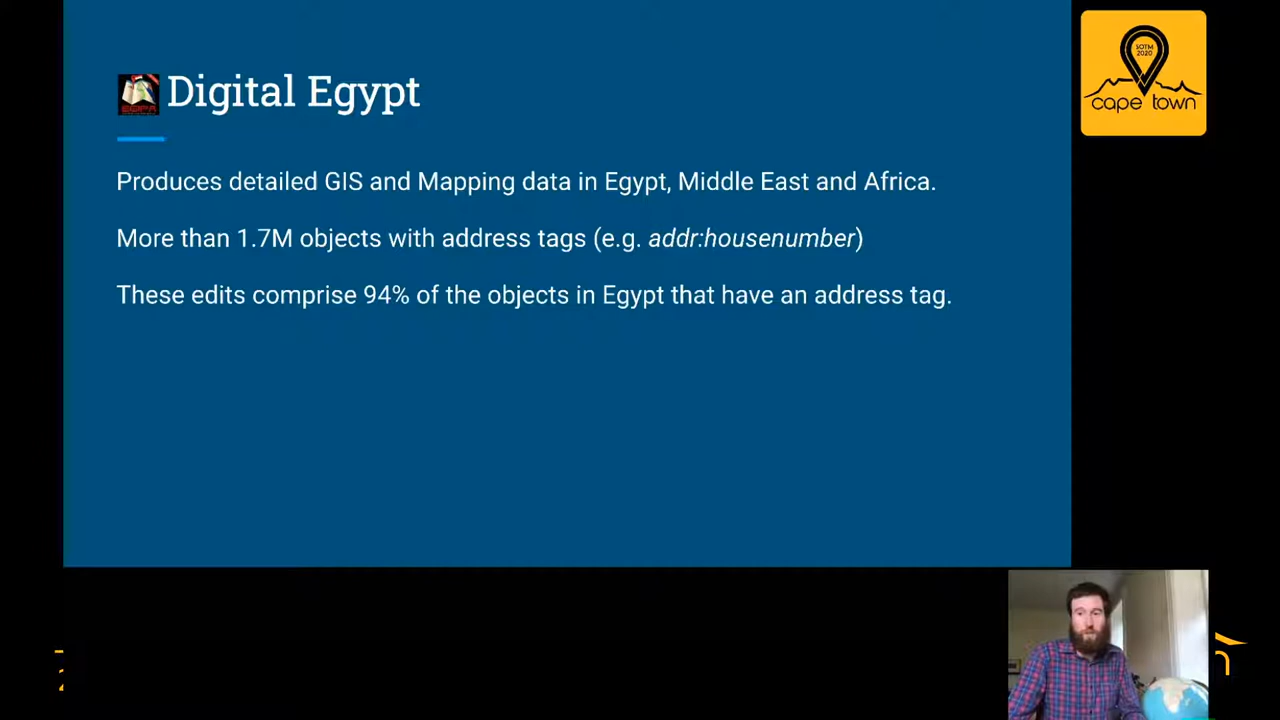 Digital Egypt
Produces detailed GIS and Mapping data in Egypt, Middle East and Africa.
More than 1.7M objects with address tags (e.g. addr:housenumber)
These edits comprise 94% of the objects in Egypt that have an address tag.
SOTM
2020
cape town